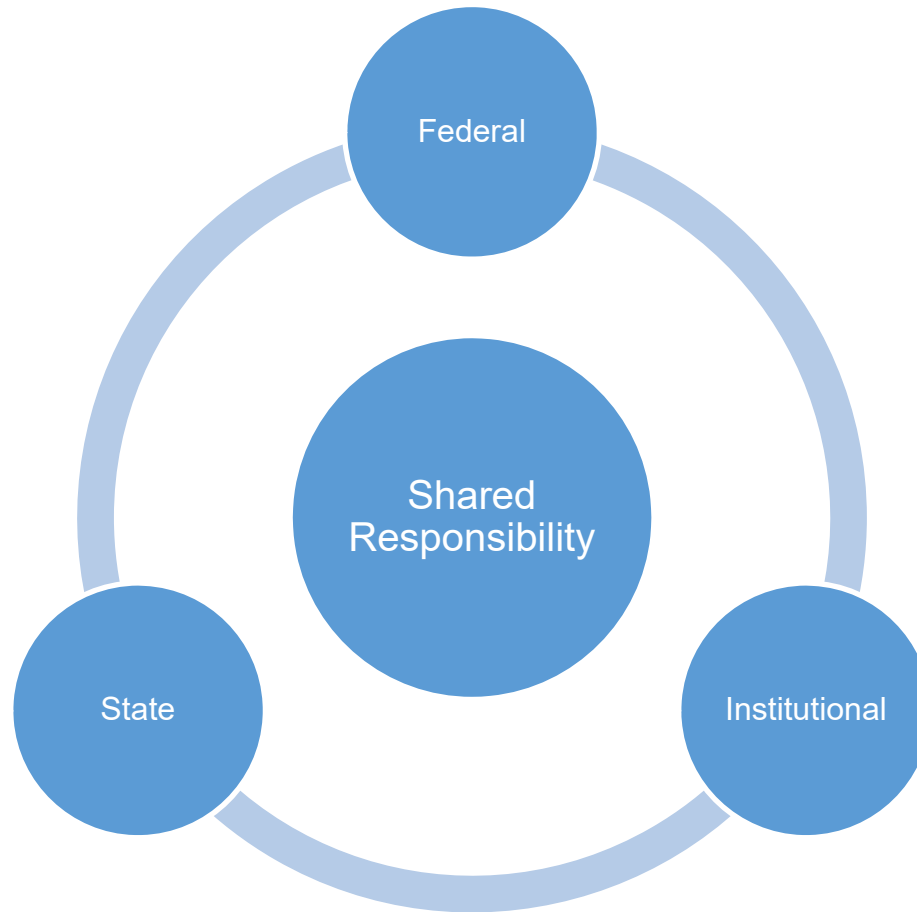 Federal
Shared
Responsibility
State
Institutional